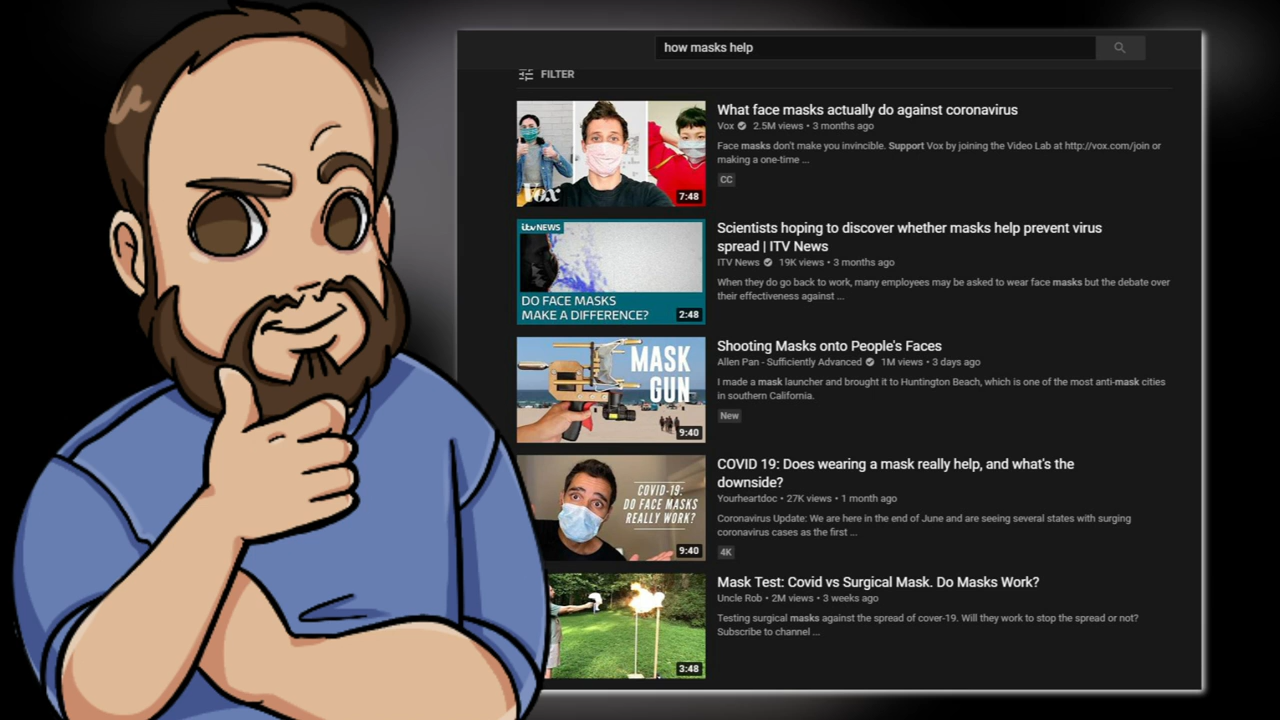 how masks help
FILTER
What face masks actually do against coronavirus
Vox 2.5M views • 3 months ago
Face masks don't make you invincible. Support Vox by joining the Video Lab at http://vox.com/join or
making a one-time ...
CC
Vox
7:48
Scientists hoping to discover whether masks help prevent virus
spread | ITV News
ITV News 19K views • 3 months ago
When they do go back to work, many employees may be asked to wear face masks but the debate over
their effectiveness against ...
itv NEWS
DO FACE MASKS
MAKE A DIFFERENCE?
2:48
Shooting Masks onto People's Faces
Allen Pan - Sufficiently Advanced 1M views • 3 days ago
I made a mask launcher and brought it to Huntington Beach, which is one of the most anti-mask cities
in southern California.
New
MASK
GUN
9:40
COVID 19: Does wearing a mask really help, and what's the
downside?
Yourheartdoc • 27K views • 1 month ago
Coronavirus Update: We are here in the end of June and are seeing several states with surging
coronavirus cases as the first ...
4K
COVID-19:
DO FACE MASKS
REALLY WORK?
9:40
Mask Test: Covid vs Surgical Mask. Do Masks Work?
Uncle Rob • 2M views • 3 weeks ago
Testing surgical masks against the spread of cover-19. Will they work to stop the spread or not?
Subscribe to channel ...
3:48